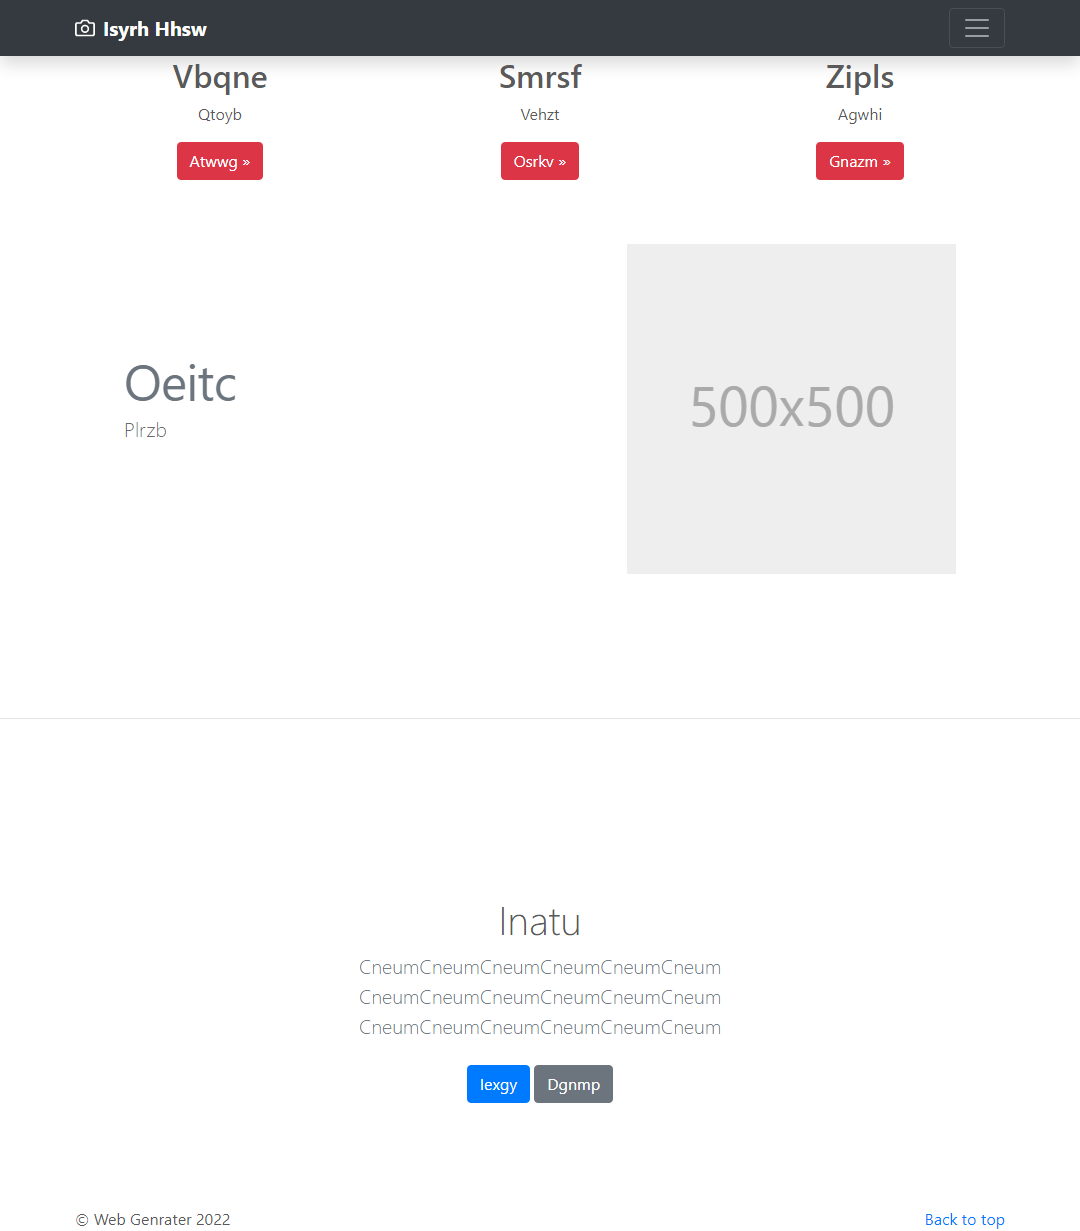 Isyrh Hhsw
Vbqne
Smrsf
Zipls
Qtoyb
Vehzt
Agwhi
Atwwg »
Osrkv »
Gnazm »
Oeitc
Plrzb
500x500
Inatu
CneumCneumCneumCneumCneumCneum
CneumCneumCneumCneumCneumCneum
CneumCneumCneumCneumCneumCneum
Iexgy
Dgnmp
© Web Genrater 2022
Back to top